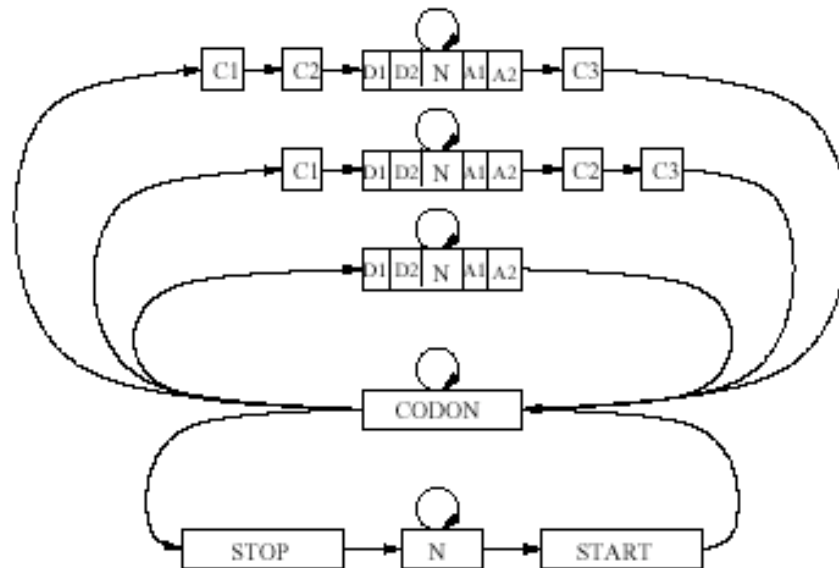 C1 C2 D1 D2 N A1 A2 C3
C1 D1 D2 N A1 A2 C2 C3
D1 D2 N A1 A2
CODON
STOP N START